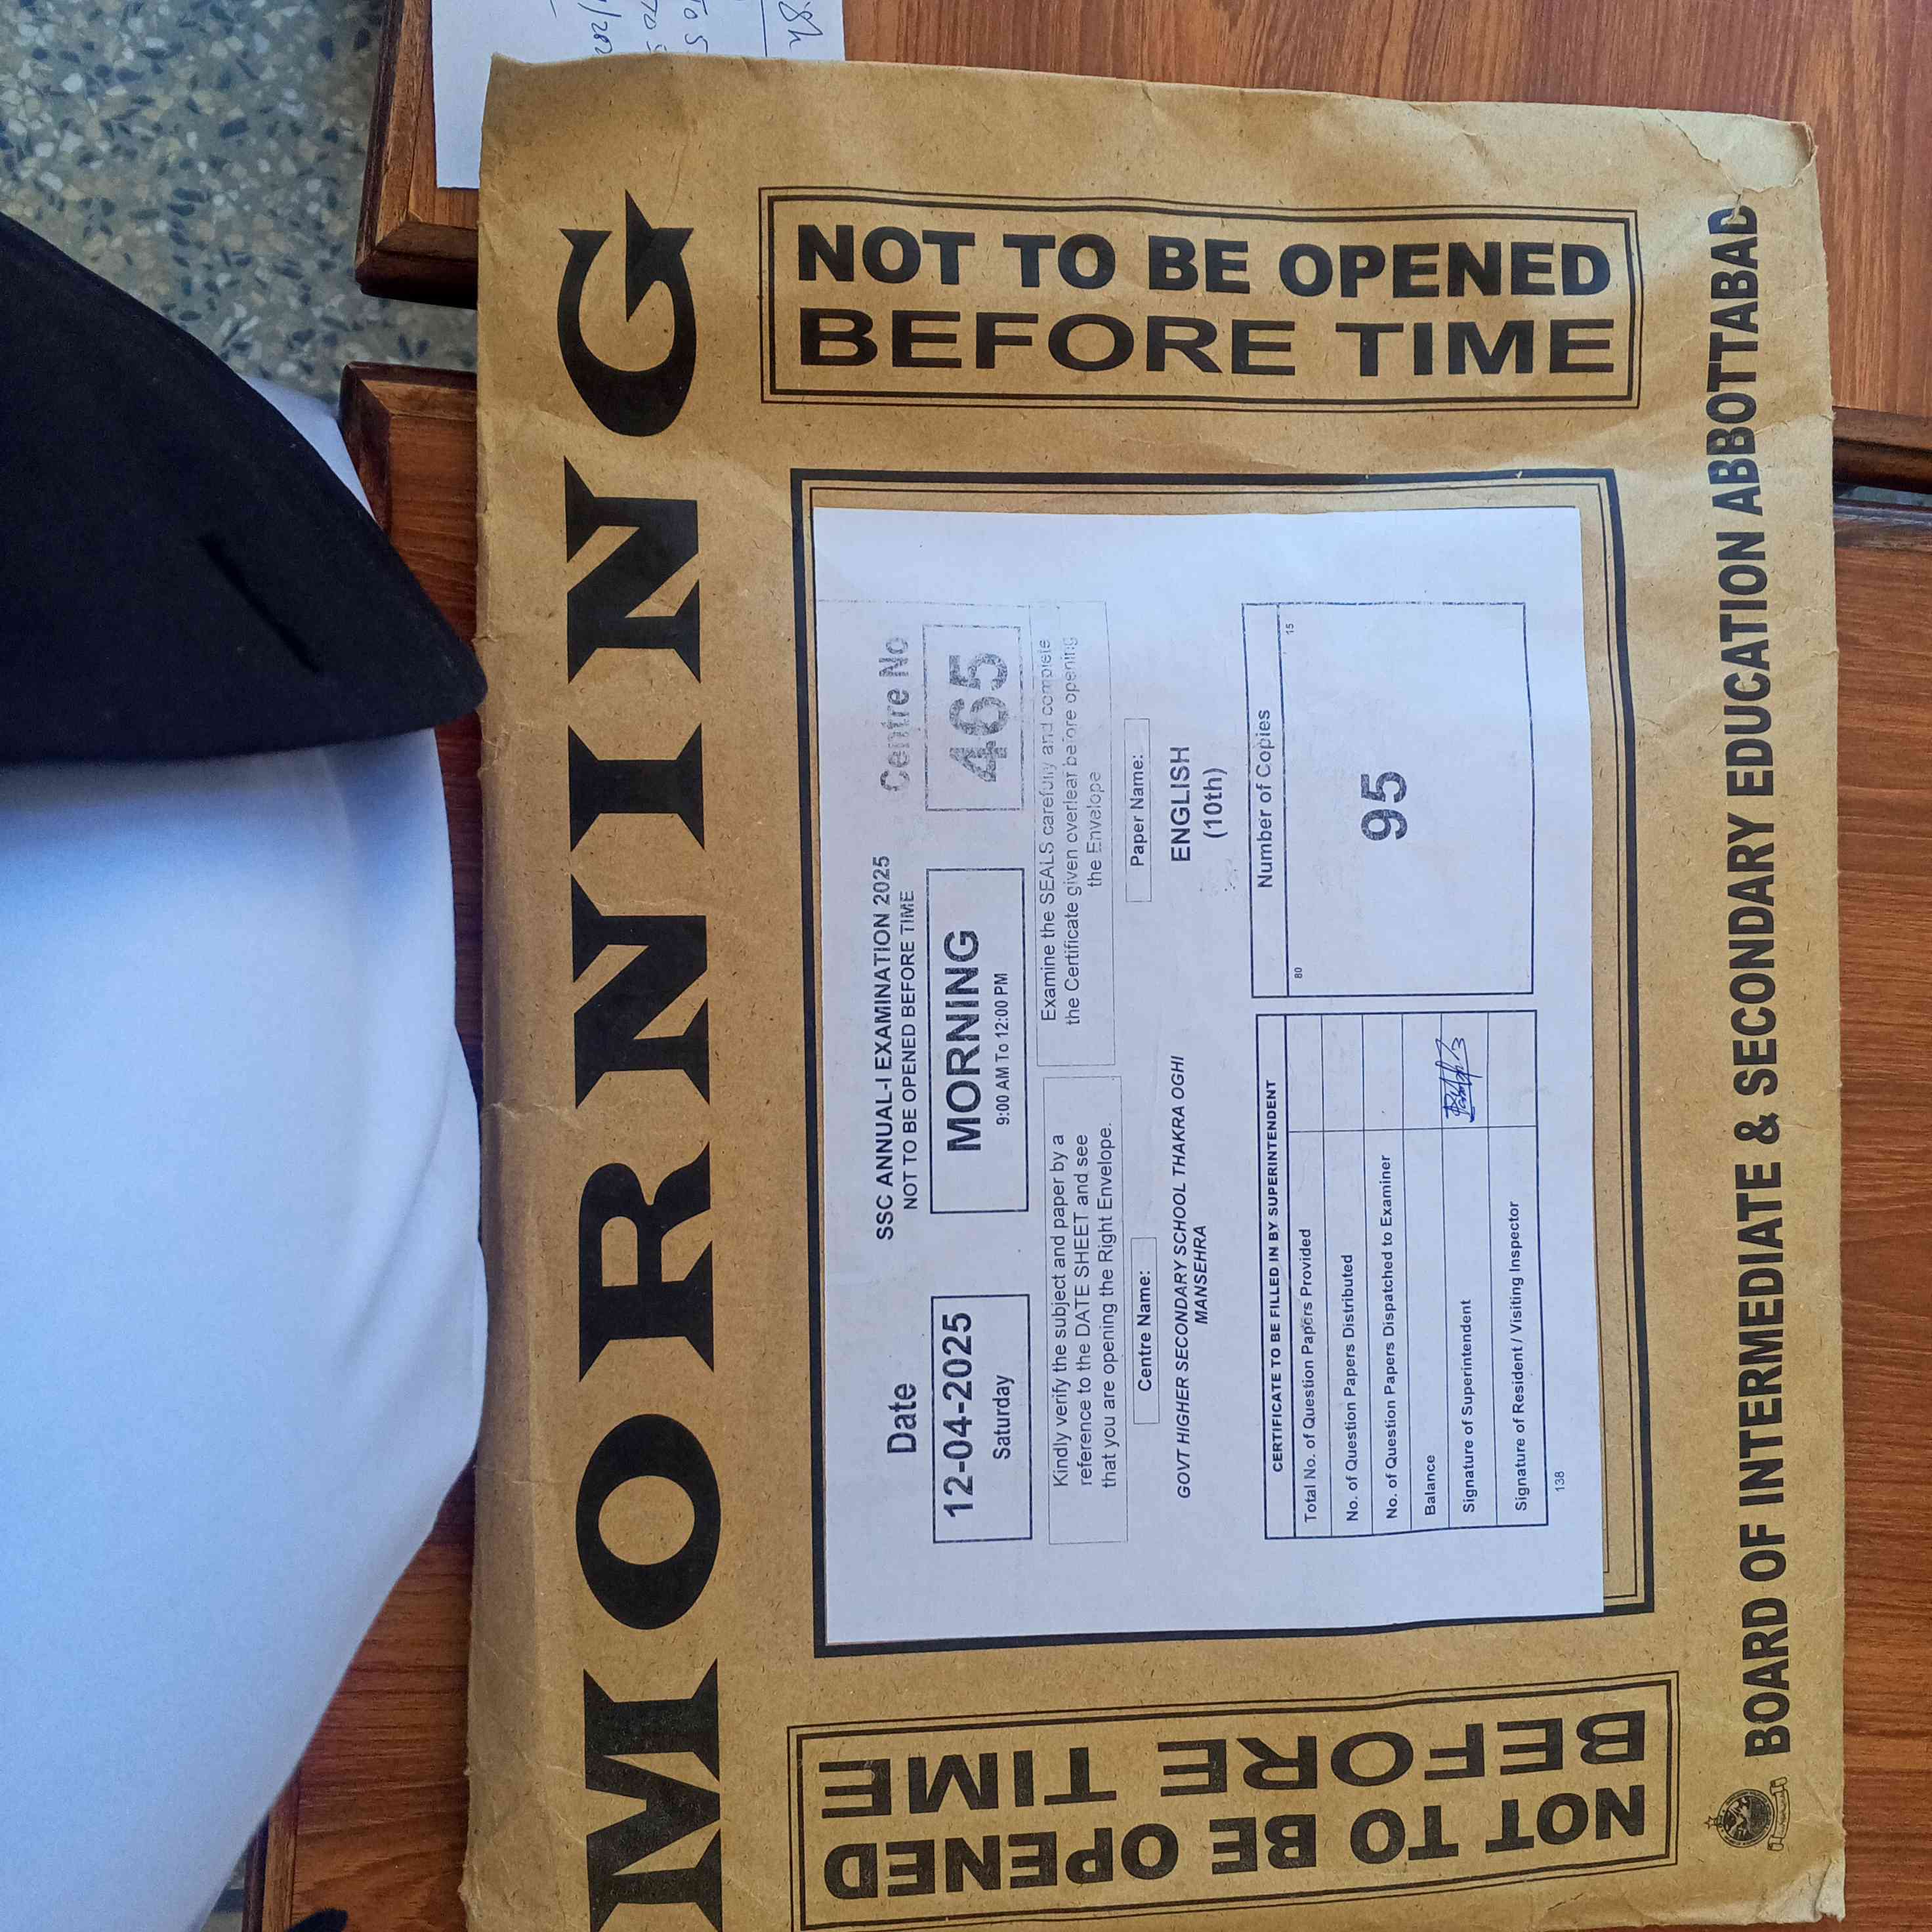 MORNING
NOT TO BE OPENED
BEFORE TIME
NOT TO BE OPENED
BEFORE TIME
SSC ANNUAL-I EXAMINATION 2025
NOT TO BE OPENED BEFORE TIME
Date
12-04-2025
Saturday
MORNING
9:00 AM To 12:00 PM
Centre No
465
Kindly verify the subject and paper by a
reference to the DATE SHEET and see
that you are opening the Right Envelope.
Examine the SEALS carefully and complete
the Certificate given overleaf before opening
the Envelope
Centre Name:
GOVT HIGHER SECONDARY SCHOOL THAKRA OGHI
MANSEHRA
Paper Name:
ENGLISH
(10th)
CERTIFICATE TO BE FILLED IN BY SUPERINTENDENT
Total No. of Question Papers Provided
No. of Question Papers Distributed
No. of Question Papers Dispatched to Examiner
Balance
Signature of Superintendent
Signature of Resident / Visiting Inspector
138
Number of Copies
80
15
95
BOARD OF INTERMEDIATE & SECONDARY EDUCATION ABBOTTABAD